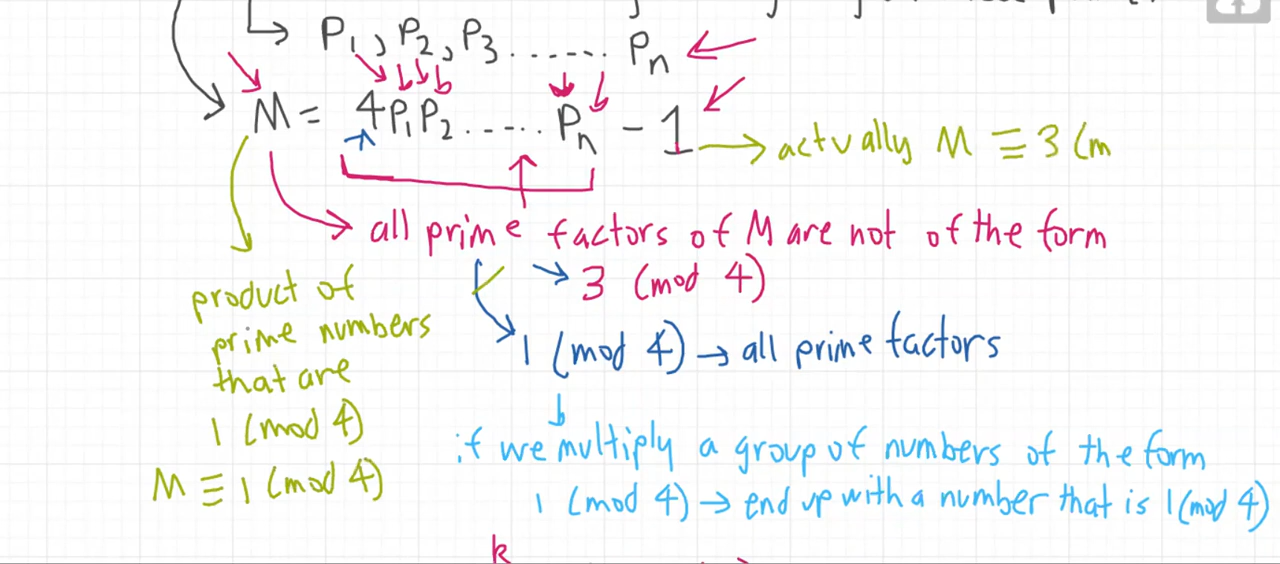 P₁, P₂, P₃ ....... Pₙ
M = 4P₁P₂ ...... Pₙ - 1 → actually M ≡ 3 (m
→ all prime factors of M are not of the form
→ 3 (mod 4)
product of
prime numbers
that are
1 (mod 4)
M ≡ 1 (mod 4)
1 (mod 4) → all prime factors
if we multiply a group of numbers of the form
1 (mod 4) → end up with a number that is 1 (mod 4)
k